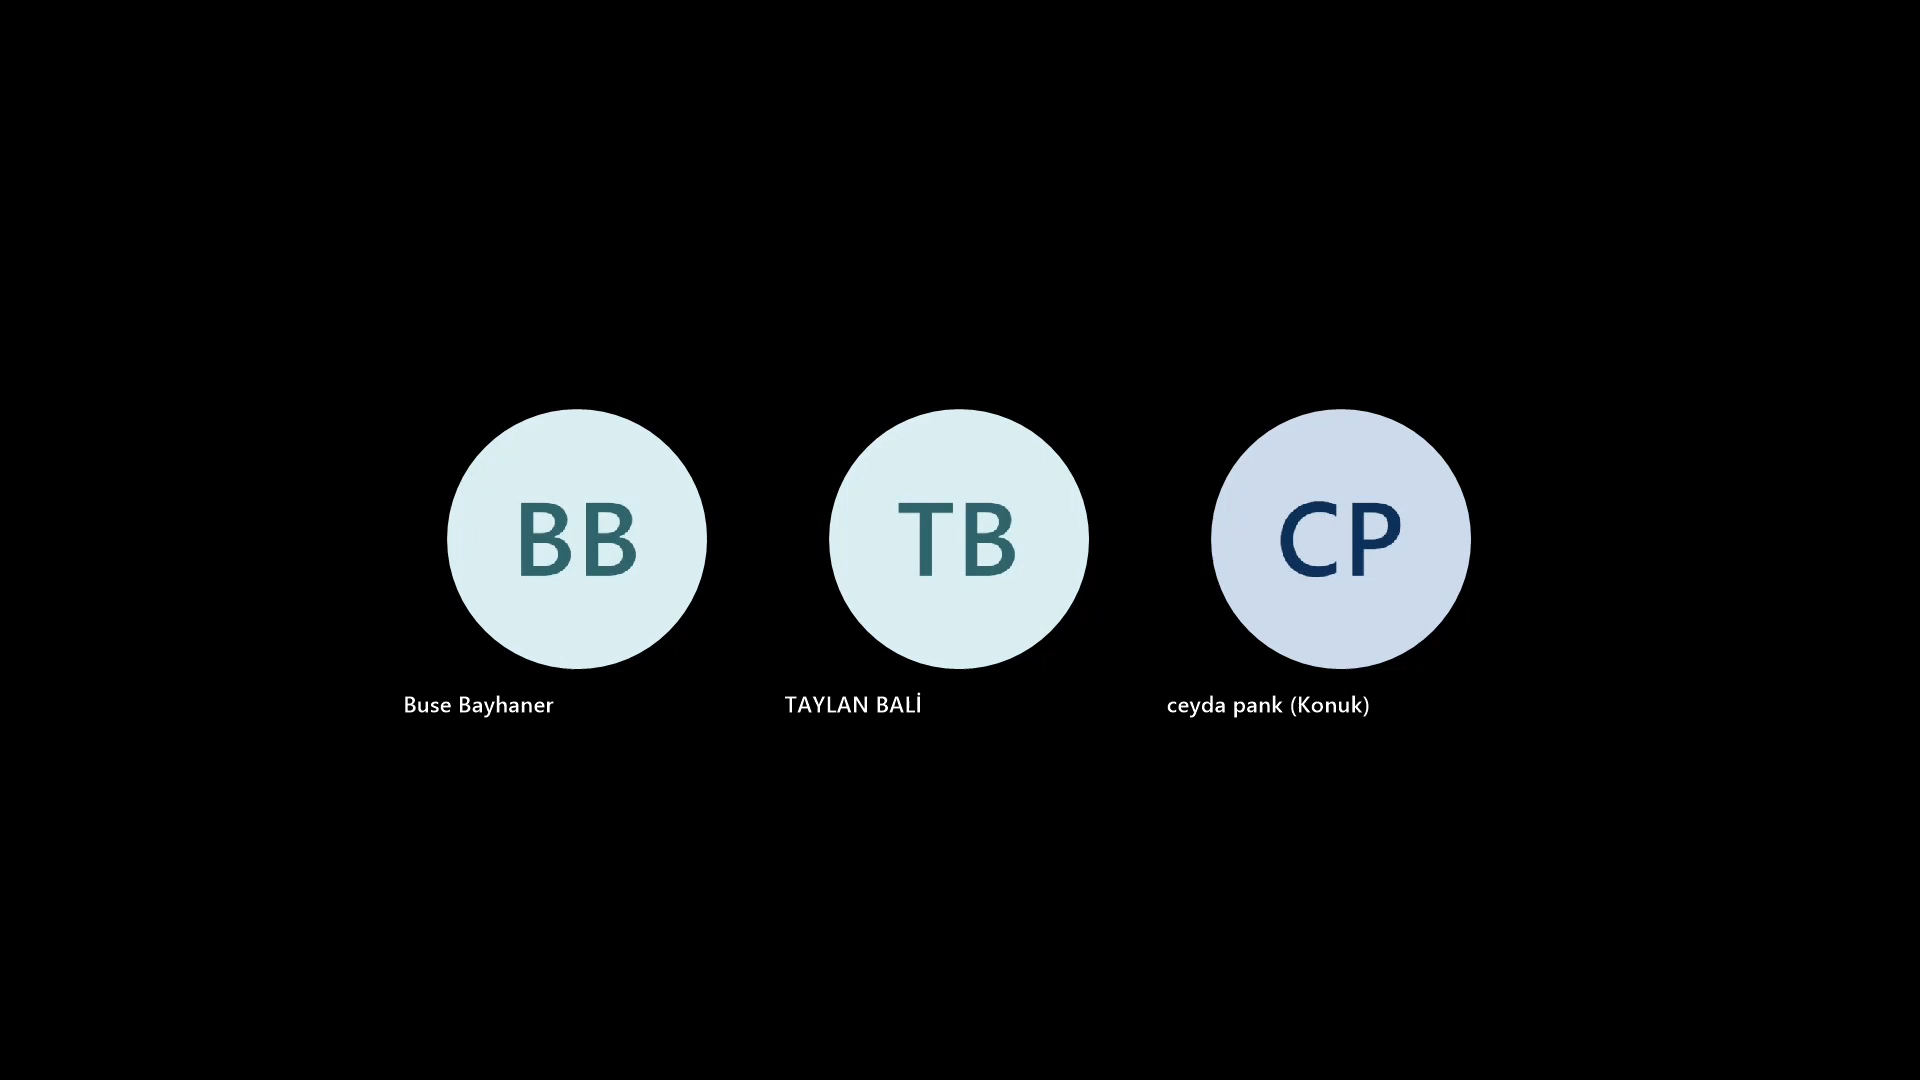 BB
TB
CP
Buse Bayhaner
TAYLAN BALİ
ceyda pank (Konuk)